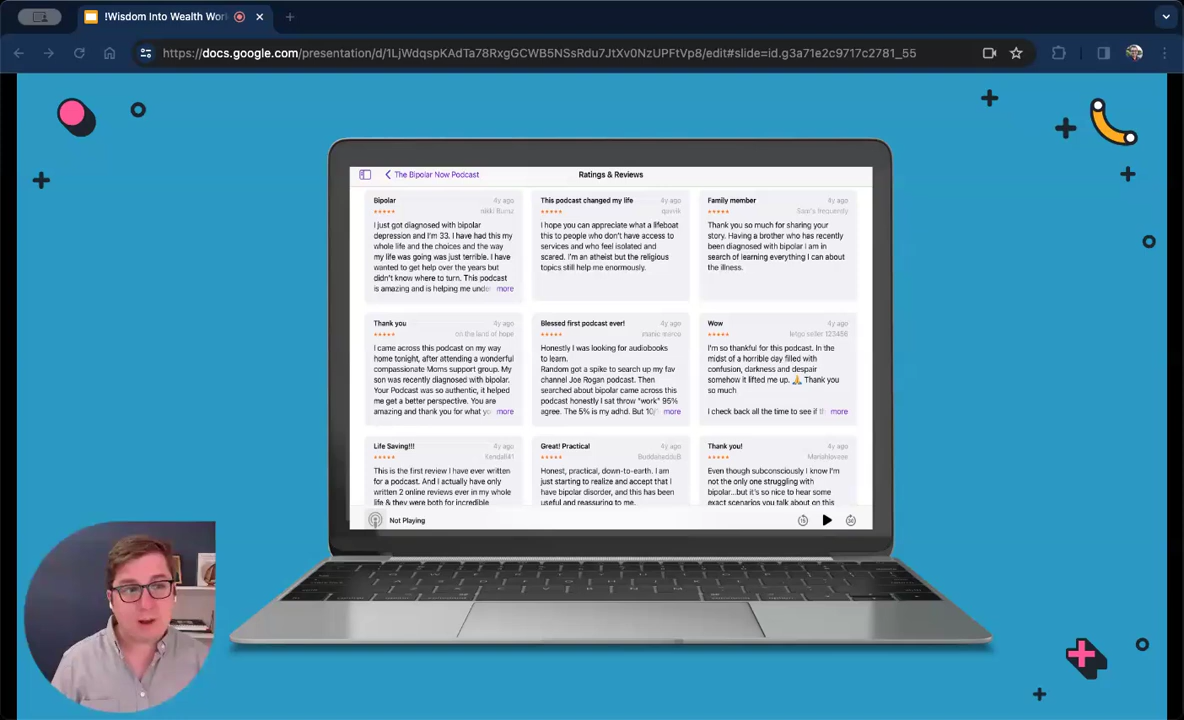 !Wisdom Into Wealth Wor
https://docs.google.com/presentation/d/1LjWdqspKAdTa78RxgGCWB5NSsRdu7JtXv0NzUPFtVp8/edit#slide=id.g3a71e2c9717c2781_55
The Bipolar Now Podcast
Ratings & Reviews
Bipolar 4y ago
nikki Bumz
I just got diagnosed with bipolar
depression and I'm 33. I have had this my
whole life and the choices and the way
my life was going was just terrible. I have
wanted to get help over the years but
didn't know where to turn. This podcast
is amazing and is helping me under more
This podcast changed my life 4y ago
I hope you can appreciate what a lifeboat
this to people who don't have access to
services and who feel isolated and
scared. I'm an atheist but the religious
topics still help me enormously.
Family member 4y ago
Thank you so much for sharing your
story. Having a brother who has recently
been diagnosed with bipolar I am in
search of learning everything I can about
the illness.
Thank you 4y ago
on the land of hope
I came across this podcast on my way
home tonight, after attending a wonderful
compassionate Moms support group. My
son was recently diagnosed with bipolar.
Your Podcast was so authentic, it helped
me get a better perspective. You are
amazing and thank you for what yo more
Blessed first podcast ever! 4y ago
manic marco
Honestly I was looking for audiobooks
to learn.
Random got a spike to search up my fav
channel Joe Rogan podcast. Then
searched about bipolar came across this
podcast honestly I sat throw "work" 95%
agree. The 5% is my adhd. But 10 more
Wow 4y ago
letgo seller 123456
I'm so thankful for this podcast. In the
midst of a horrible day filled with
confusion, darkness and despair
somehow it lifted me up. 🙏 Thank you
so much
I check back all the time to see if th more
Life Saving!!! 4y ago
Kendall41
This is the first review I have ever written
for a podcast. And I actually have only
written 2 online reviews ever in my whole
life & they were both for incredible
Great! Practical 4y ago
Honest, practical, down-to-earth. I am
just starting to realize and accept that I
have bipolar disorder, and this has been
useful and reassuring to me.
Thank you! 4y ago
Even though subconsciously I know I'm
not the only one struggling with
bipolar...but it's so nice to hear some
exact scenarios you talk about on this
Not Playing